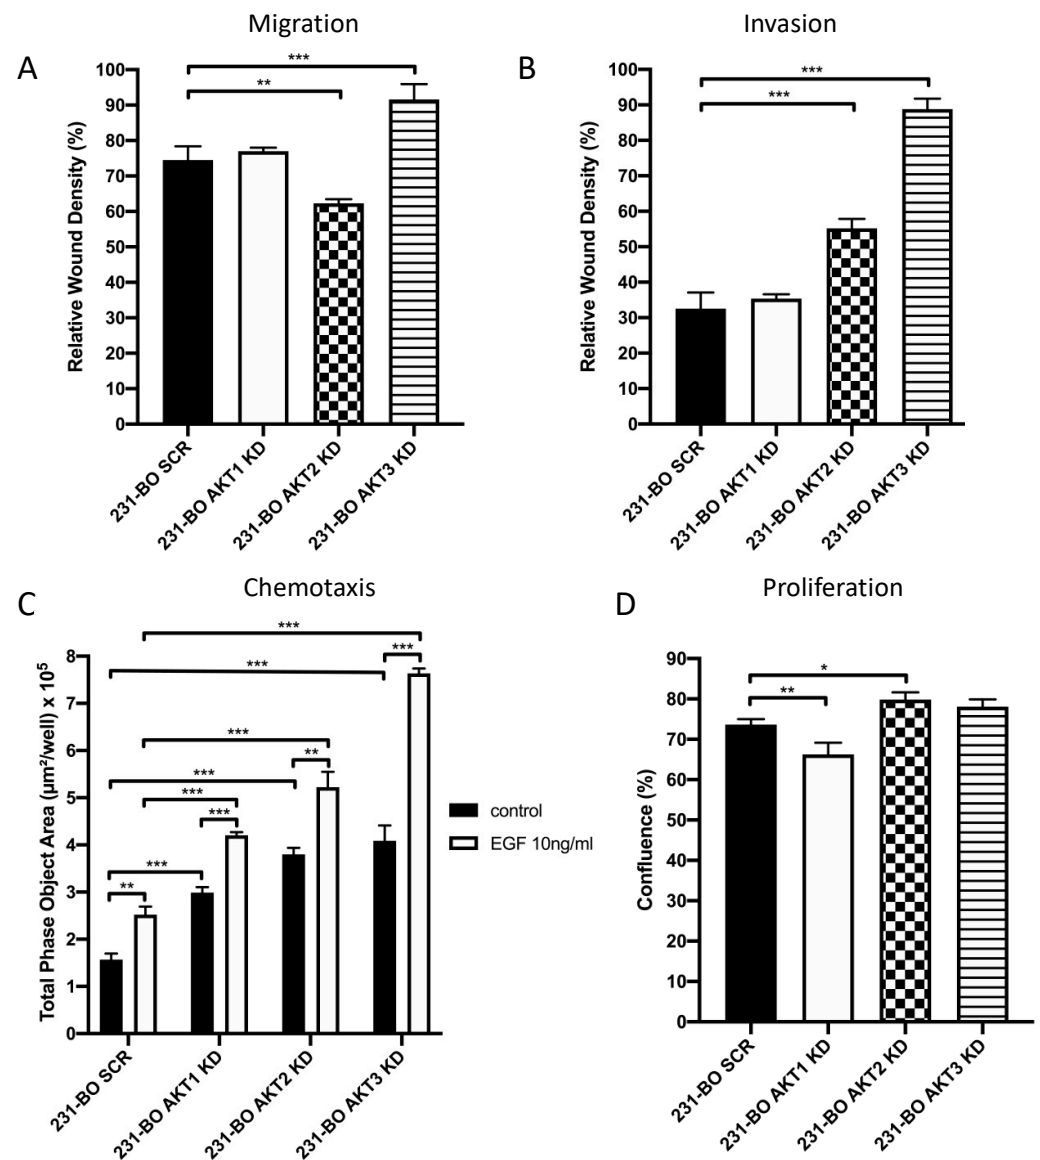 Migration
Invasion
A
B
***
**
100
90
80
70
60
50
40
30
20
10
0
Relative Wound Density (%)
231-BO SCR
231-BO AKT1 KD
231-BO AKT2 KD
231-BO AKT3 KD
***
***
100
90
80
70
60
50
40
30
20
10
0
Relative Wound Density (%)
231-BO SCR
231-BO AKT1 KD
231-BO AKT2 KD
231-BO AKT3 KD
Chemotaxis
Proliferation
C
D
***
***
***
***
**
***
***
***
***
**
8
7
6
5
4
3
2
1
0
Total Phase Object Area (µm²/well) x 10⁵
231-BO SCR
231-BO AKT1 KD
231-BO AKT2 KD
231-BO AKT3 KD
control
EGF 10ng/ml
*
**
90
80
70
60
50
40
30
20
10
0
Confluence (%)
231-BO SCR
231-BO AKT1 KD
231-BO AKT2 KD
231-BO AKT3 KD